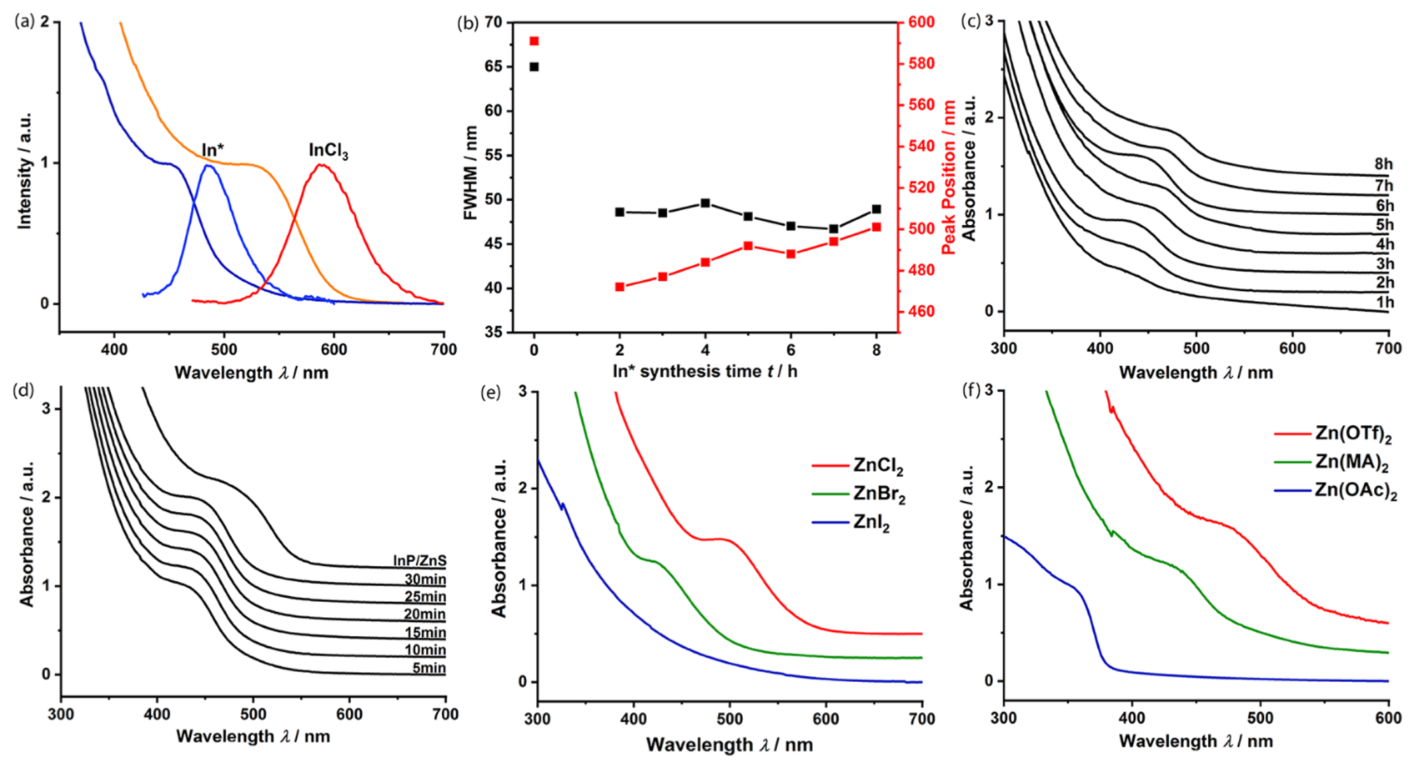 (a)
2
1
0
Intensity / a.u.
In*
InCl3
400
500
600
700
Wavelength λ / nm
(b)
70
65
60
55
50
45
40
35
FWHM / nm
600
580
560
540
520
500
480
460
Peak Position / nm
0
2
4
6
8
In* synthesis time t / h
(c)
3
2
1
0
Absorbance / a.u.
8h
7h
6h
5h
4h
3h
2h
1h
300
400
500
600
700
Wavelength λ / nm
(d)
3
2
1
0
Absorbance / a.u.
InP/ZnS
30min
25min
20min
15min
10min
5min
300
400
500
600
700
Wavelength λ / nm
(e)
3
2
1
0
Absorbance / a.u.
ZnCl2
ZnBr2
ZnI2
300
400
500
600
700
Wavelength λ / nm
(f)
3
2
1
0
Absorbance / a.u.
Zn(OTf)2
Zn(MA)2
Zn(OAc)2
300
400
500
600
Wavelength λ / nm